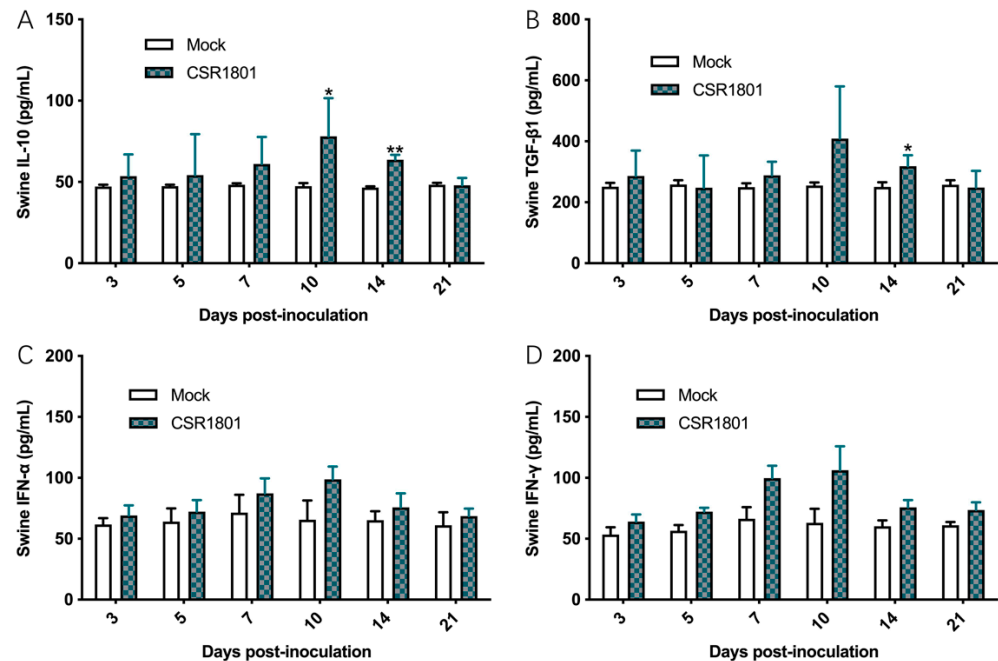 A
Swine IL-10 (pg/mL)
150
100
50
0
Mock
CSR1801
*
**
3 5 7 10 14 21
Days post-inoculation
B
Swine TGF-β1 (pg/mL)
800
600
400
200
0
Mock
CSR1801
*
3 5 7 10 14 21
Days post-inoculation
C
Swine IFN-α (pg/mL)
200
150
100
50
0
Mock
CSR1801
3 5 7 10 14 21
Days post-inoculation
D
Swine IFN-γ (pg/mL)
200
150
100
50
0
Mock
CSR1801
3 5 7 10 14 21
Days post-inoculation